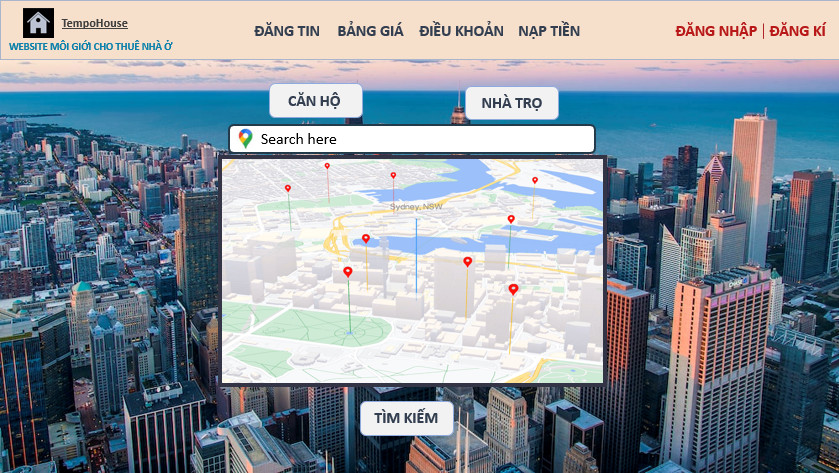 TempoHouse
WEBSITE MÔI GIỚI CHO THUÊ NHÀ Ở
ĐĂNG TIN BẢNG GIÁ ĐIỀU KHOẢN NẠP TIỀN
ĐĂNG NHẬP | ĐĂNG KÍ
CĂN HỘ NHÀ TRỌ
Search here
Sydney, NSW
TÌM KIẾM